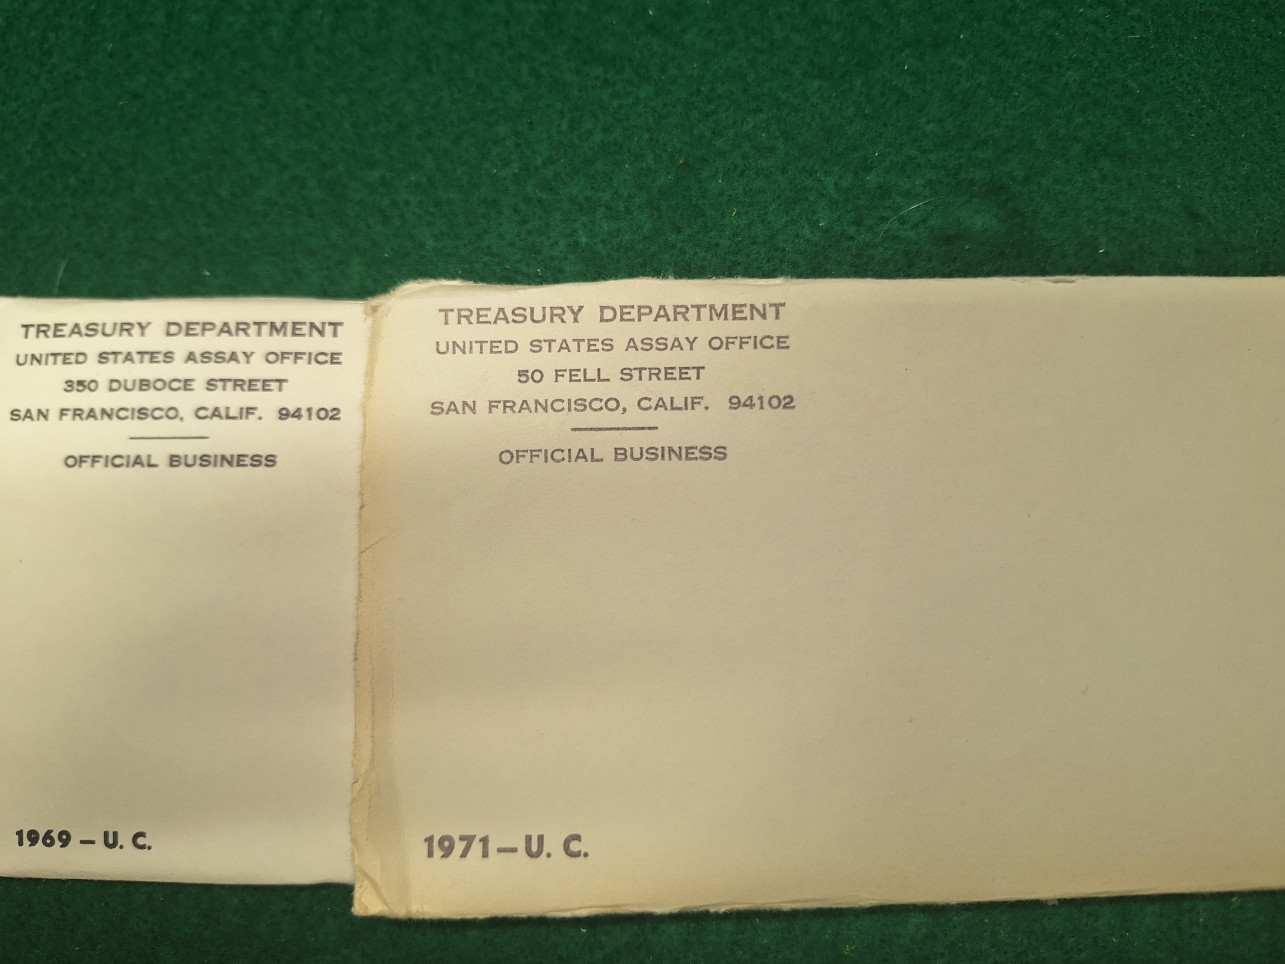 TREASURY DEPARTMENT
UNITED STATES ASSAY OFFICE
350 DUBOCE STREET
SAN FRANCISCO, CALIF. 94102
OFFICIAL BUSINESS
1969 – U. C.
TREASURY DEPARTMENT
UNITED STATES ASSAY OFFICE
50 FELL STREET
SAN FRANCISCO, CALIF. 94102
OFFICIAL BUSINESS
1971 – U. C.